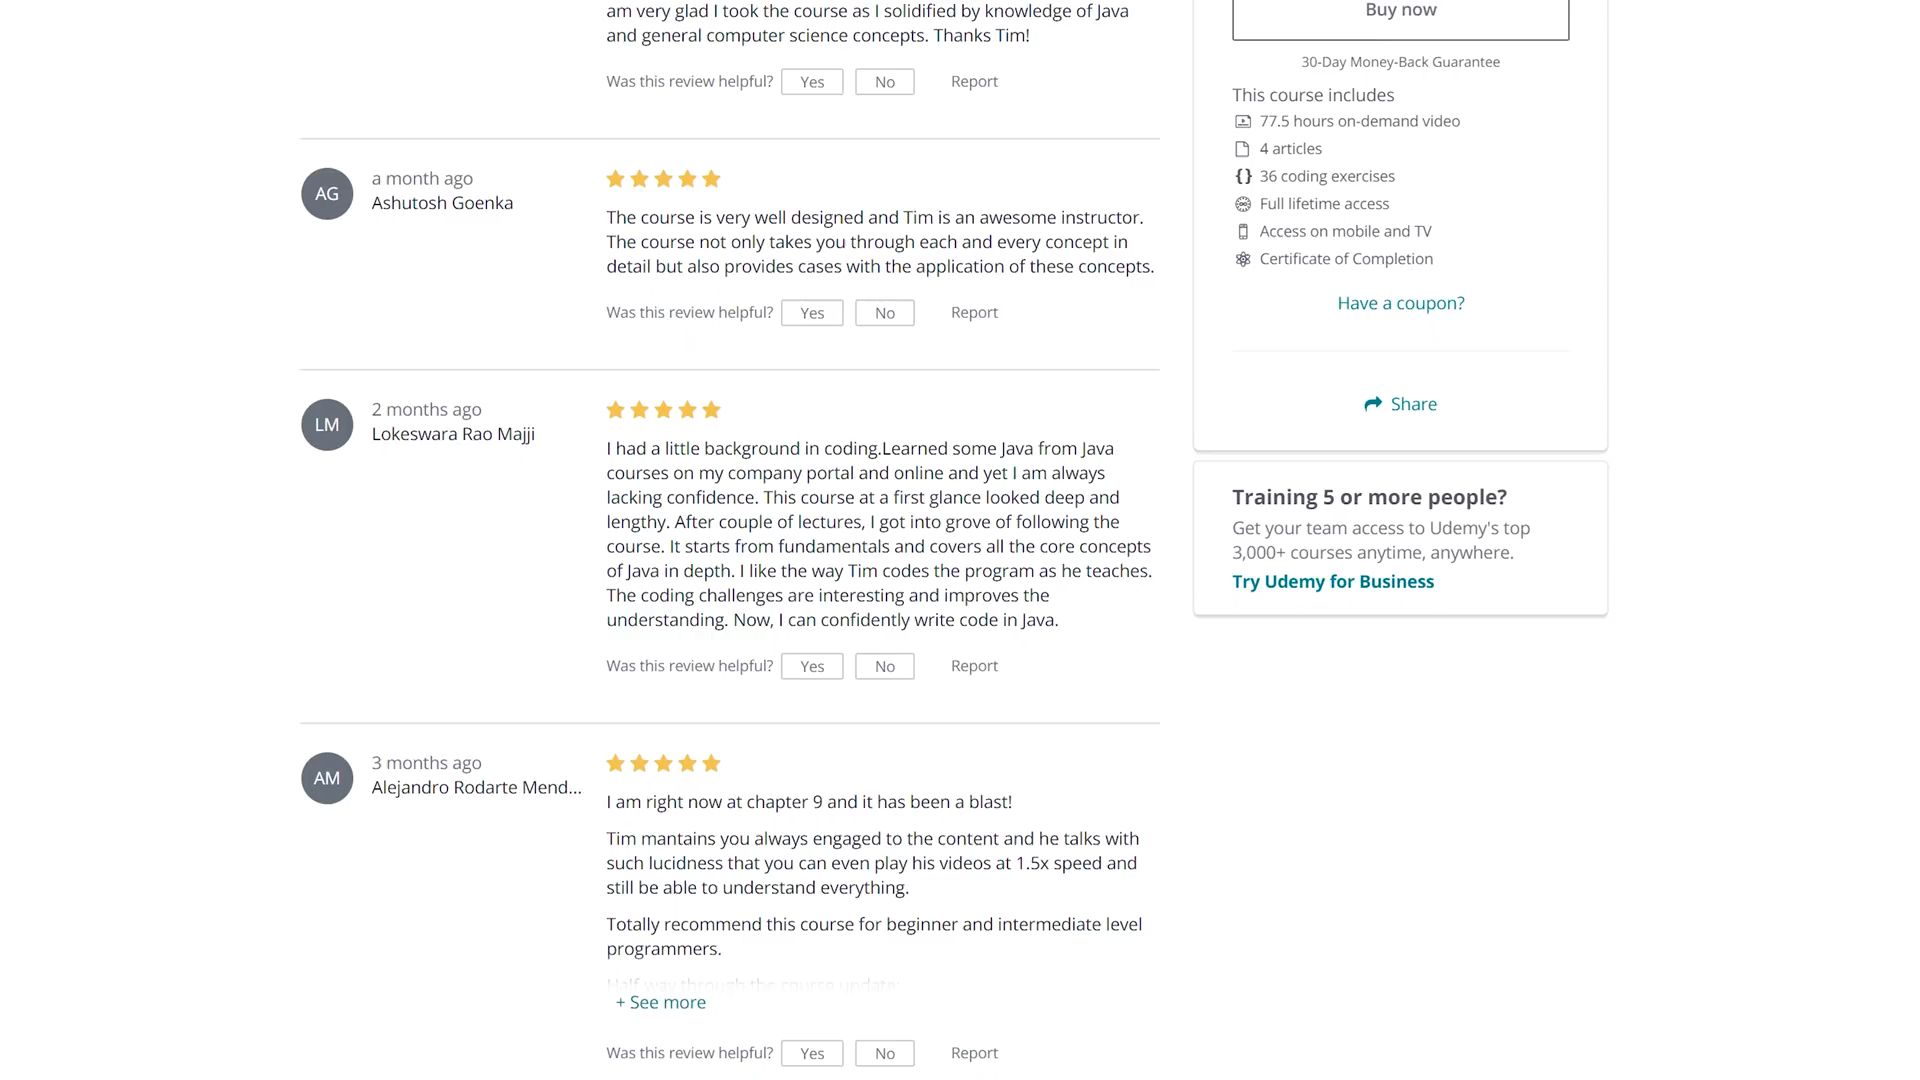 am very glad I took the course as I solidified by knowledge of Java
and general computer science concepts. Thanks Tim!
Was this review helpful? Yes No Report
AG
a month ago
Ashutosh Goenka
The course is very well designed and Tim is an awesome instructor.
The course not only takes you through each and every concept in
detail but also provides cases with the application of these concepts.
Was this review helpful? Yes No Report
LM
2 months ago
Lokeswara Rao Majji
I had a little background in coding.Learned some Java from Java
courses on my company portal and online and yet I am always
lacking confidence. This course at a first glance looked deep and
lengthy. After couple of lectures, I got into grove of following the
course. It starts from fundamentals and covers all the core concepts
of Java in depth. I like the way Tim codes the program as he teaches.
The coding challenges are interesting and improves the
understanding. Now, I can confidently write code in Java.
Was this review helpful? Yes No Report
AM
3 months ago
Alejandro Rodarte Mend...
I am right now at chapter 9 and it has been a blast!
Tim mantains you always engaged to the content and he talks with
such lucidness that you can even play his videos at 1.5x speed and
still be able to understand everything.
Totally recommend this course for beginner and intermediate level
programmers.
Half way through the course update:
+ See more
Was this review helpful? Yes No Report
Buy now
30-Day Money-Back Guarantee
This course includes
77.5 hours on-demand video
4 articles
{} 36 coding exercises
Full lifetime access
Access on mobile and TV
Certificate of Completion
Have a coupon?
Share
Training 5 or more people?
Get your team access to Udemy's top
3,000+ courses anytime, anywhere.
Try Udemy for Business